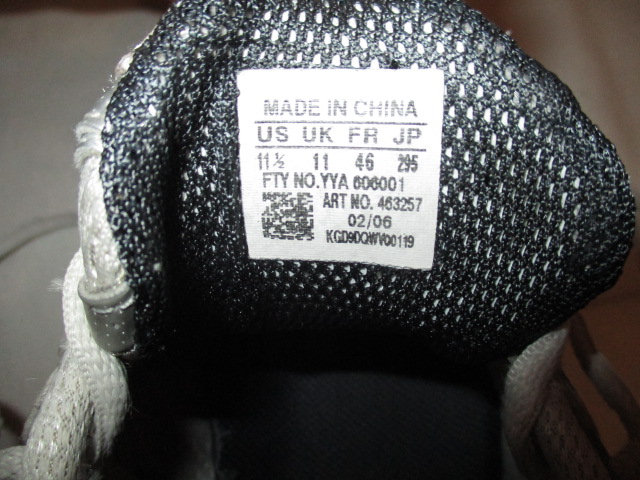 MADE IN CHINA
US UK FR JP
11½ 11 46 295
FTY NO.YYA 606001
ART NO. 463257
02/06
KGD9DQWV00119